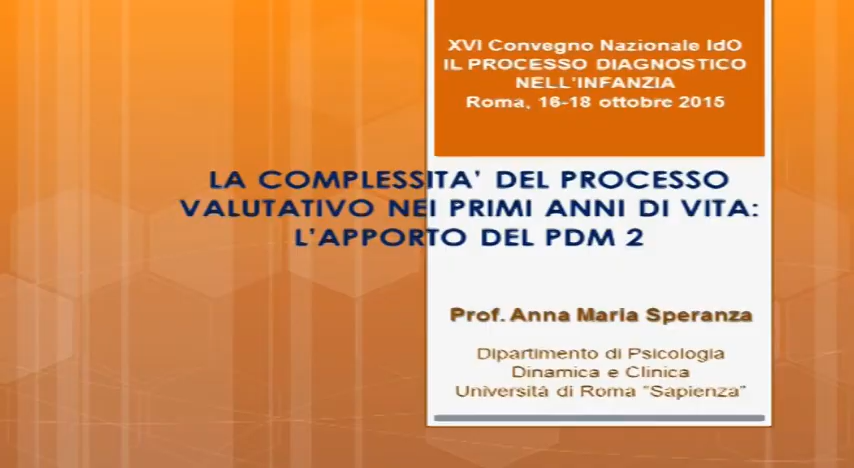 XVI Convegno Nazionale IdO
IL PROCESSO DIAGNOSTICO
NELL'INFANZIA
Roma, 16-18 ottobre 2015
LA COMPLESSITA' DEL PROCESSO
VALUTATIVO NEI PRIMI ANNI DI VITA:
L'APPORTO DEL PDM 2
Prof. Anna Maria Speranza
Dipartimento di Psicologia
Dinamica e Clinica
Università di Roma "Sapienza"